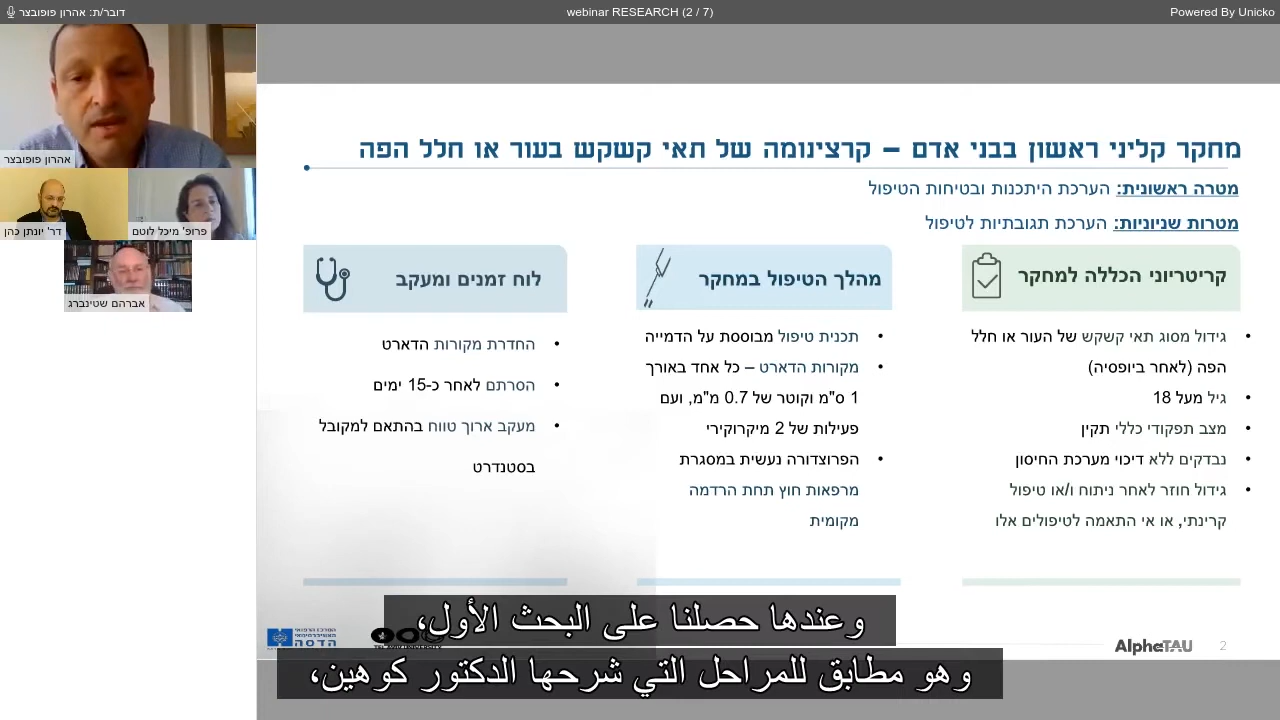 דובר/ת: אהרון פופובצר
webinar RESEARCH (2 / 7)
Powered By Unicko
אהרון פופובצר
דר' יונתן כהן
פרופ' מיכל לוטם
אברהם שטינברג
מחקר קליני ראשון בבני אדם – קרצינומה של תאי קשקש בעור או חלל הפה
מטרה ראשונית: הערכת היתכנות ובטיחות הטיפול
מטרות שניוניות: הערכת תגובתיות לטיפול
קריטריוני הכללה למחקר
גידול מסוג תאי קשקש של העור או חלל
הפה (לאחר ביופסיה)
גיל מעל 18
מצב תפקודי כללי תקין
נבדקים ללא דיכוי מערכת החיסון
גידול חוזר לאחר ניתוח ו/או טיפול
קרינתי, או אי התאמה לטיפולים אלו
מהלך הטיפול במחקר
תכנית טיפול מבוססת על הדמייה
מקורות הדארט – כל אחד באורך
1 ס"מ וקוטר של 0.7 מ"מ, ועם
פעילות של 2 מיקרוקירי
הפרוצדורה נעשית במסגרת
מרפאות חוץ תחת הרדמה
מקומית
לוח זמנים ומעקב
החדרת מקורות הדארט
הסרתם לאחר כ-15 ימים
מעקב ארוך טווח בהתאם למקובל
בסטנדרט
وعندها حصلنا على البحث الأول،
وهو مطابق للمراحل التي شرحها الدكتور كوهين،
הדסה
AlphaTAU
2